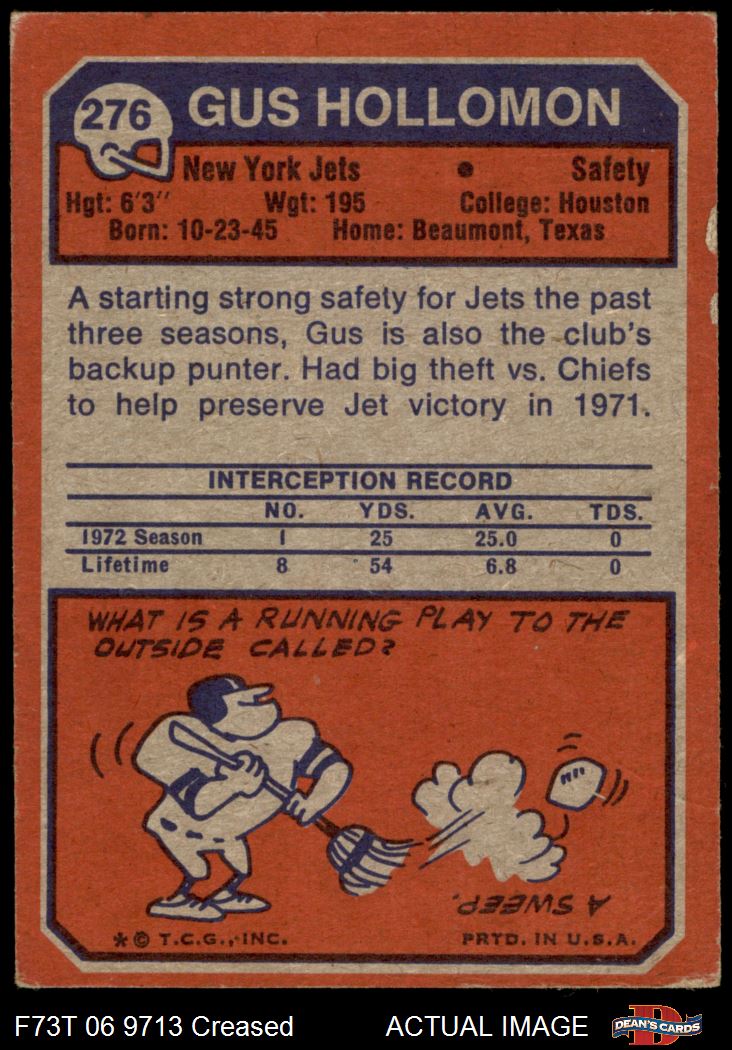 276 GUS HOLLOMON
New York Jets • Safety
Hgt: 6'3" Wgt: 195 College: Houston
Born: 10-23-45 Home: Beaumont, Texas
A starting strong safety for Jets the past
three seasons, Gus is also the club's
backup punter. Had big theft vs. Chiefs
to help preserve Jet victory in 1971.
INTERCEPTION RECORD
NO. YDS. AVG. TDS.
1972 Season 1 25 25.0 0
Lifetime 8 54 6.8 0
WHAT IS A RUNNING PLAY TO THE
OUTSIDE CALLED?
A SWEEP.
* © T.C.G., INC. PRTD. IN U.S.A.
F73T 06 9713 Creased ACTUAL IMAGE DEAN'S CARDS